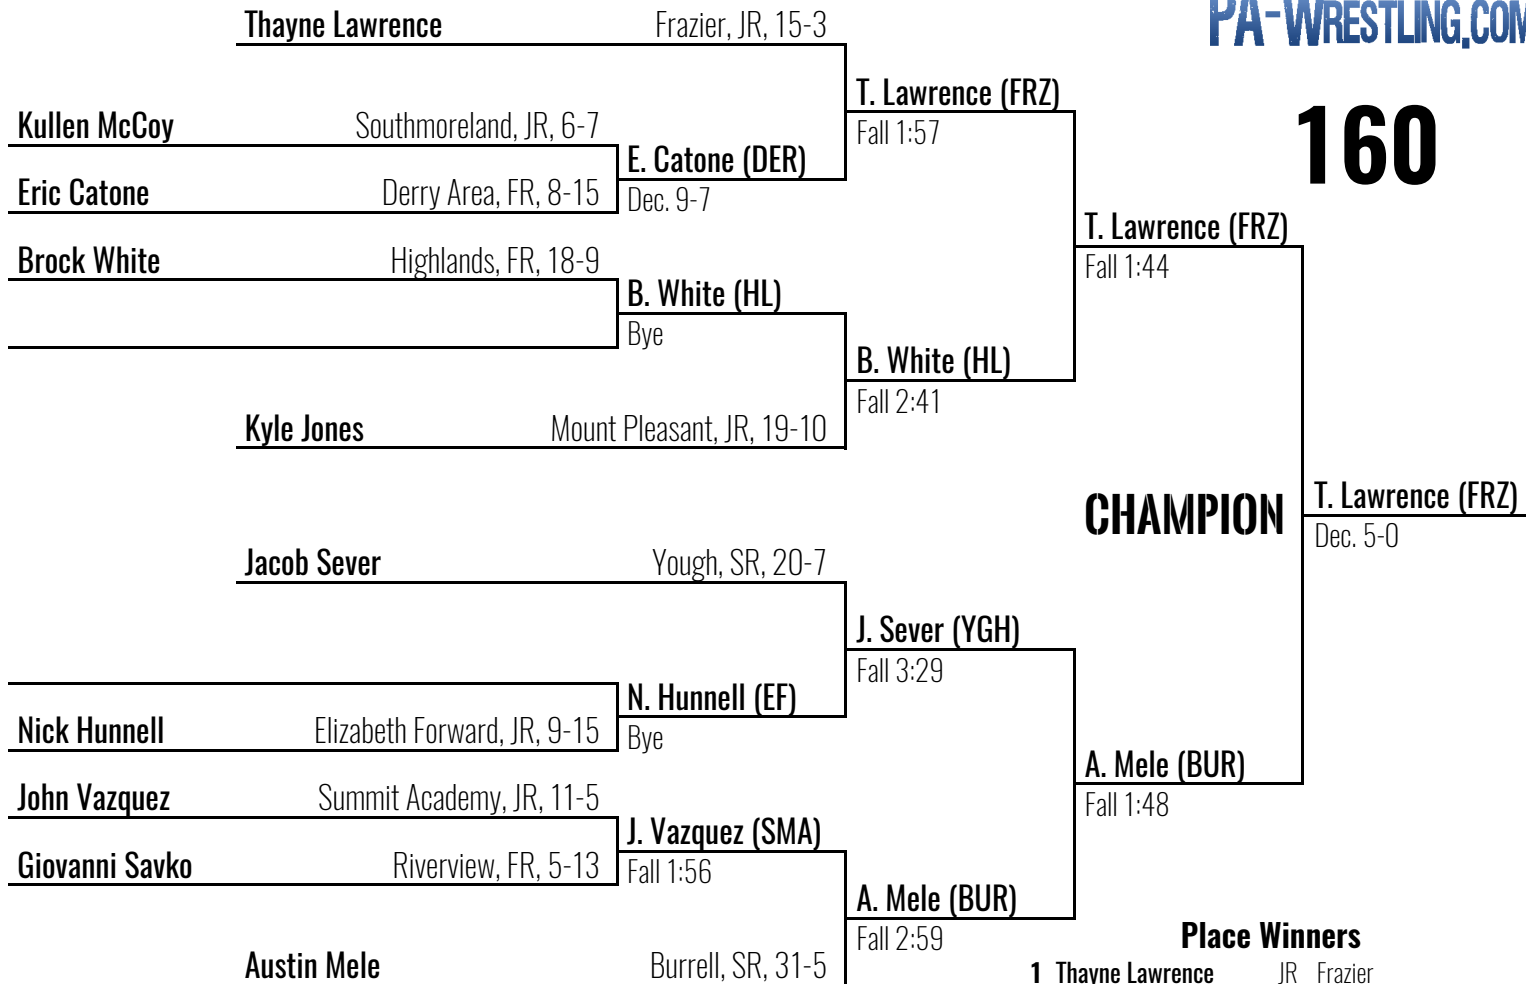 PA-WRESTLING.COM
Thayne Lawrence Frazier, JR, 15-3
T. Lawrence (FRZ)
Fall 1:57
160
Kullen McCoy Southmoreland, JR, 6-7
E. Catone (DER)
Dec. 9-7
Eric Catone Derry Area, FR, 8-15
T. Lawrence (FRZ)
Fall 1:44
Brock White Highlands, FR, 18-9
B. White (HL)
Bye
B. White (HL)
Fall 2:41
Kyle Jones Mount Pleasant, JR, 19-10
CHAMPION
T. Lawrence (FRZ)
Dec. 5-0
Jacob Sever Yough, SR, 20-7
J. Sever (YGH)
Fall 3:29
N. Hunnell (EF)
Bye
Nick Hunnell Elizabeth Forward, JR, 9-15
A. Mele (BUR)
Fall 1:48
John Vazquez Summit Academy, JR, 11-5
J. Vazquez (SMA)
Fall 1:56
Giovanni Savko Riverview, FR, 5-13
A. Mele (BUR)
Fall 2:59
Austin Mele Burrell, SR, 31-5
Place Winners
1 Thayne Lawrence JR Frazier